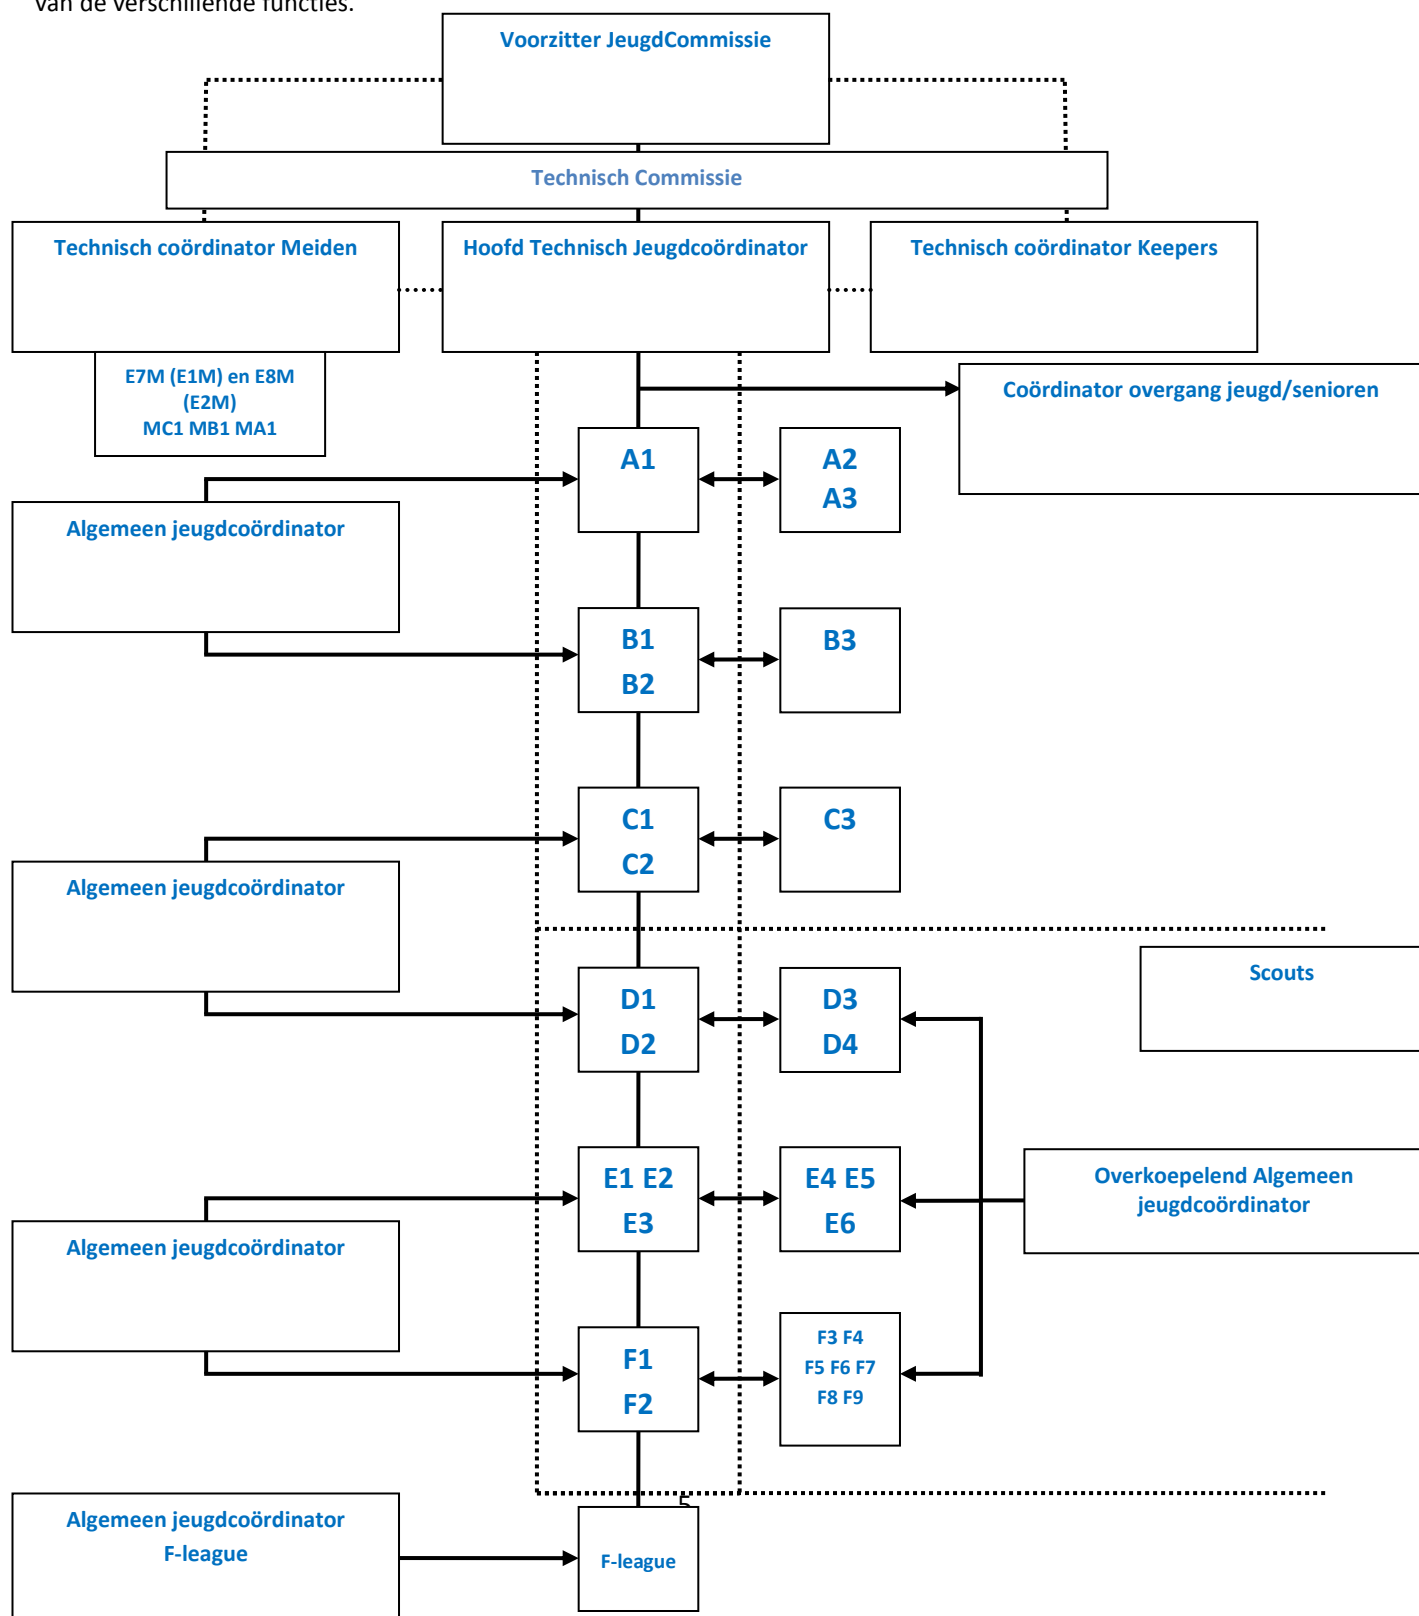 van de verschillende functies.
Voorzitter JeugdCommissie
Technisch Commissie
Technisch coördinator Meiden
Hoofd Technisch Jeugdcoördinator
Technisch coördinator Keepers
E7M (E1M) en E8M
(E2M)
MC1 MB1 MA1
Coördinator overgang jeugd/senioren
A1
A2
A3
Algemeen jeugdcoördinator
B1
B2
B3
C1
C2
C3
Algemeen jeugdcoördinator
Scouts
D1
D2
D3
D4
E1 E2
E3
E4 E5
E6
Overkoepelend Algemeen
jeugdcoördinator
Algemeen jeugdcoördinator
F1
F2
F3 F4
F5 F6 F7
F8 F9
5
Algemeen jeugdcoördinator
F-league
F-league